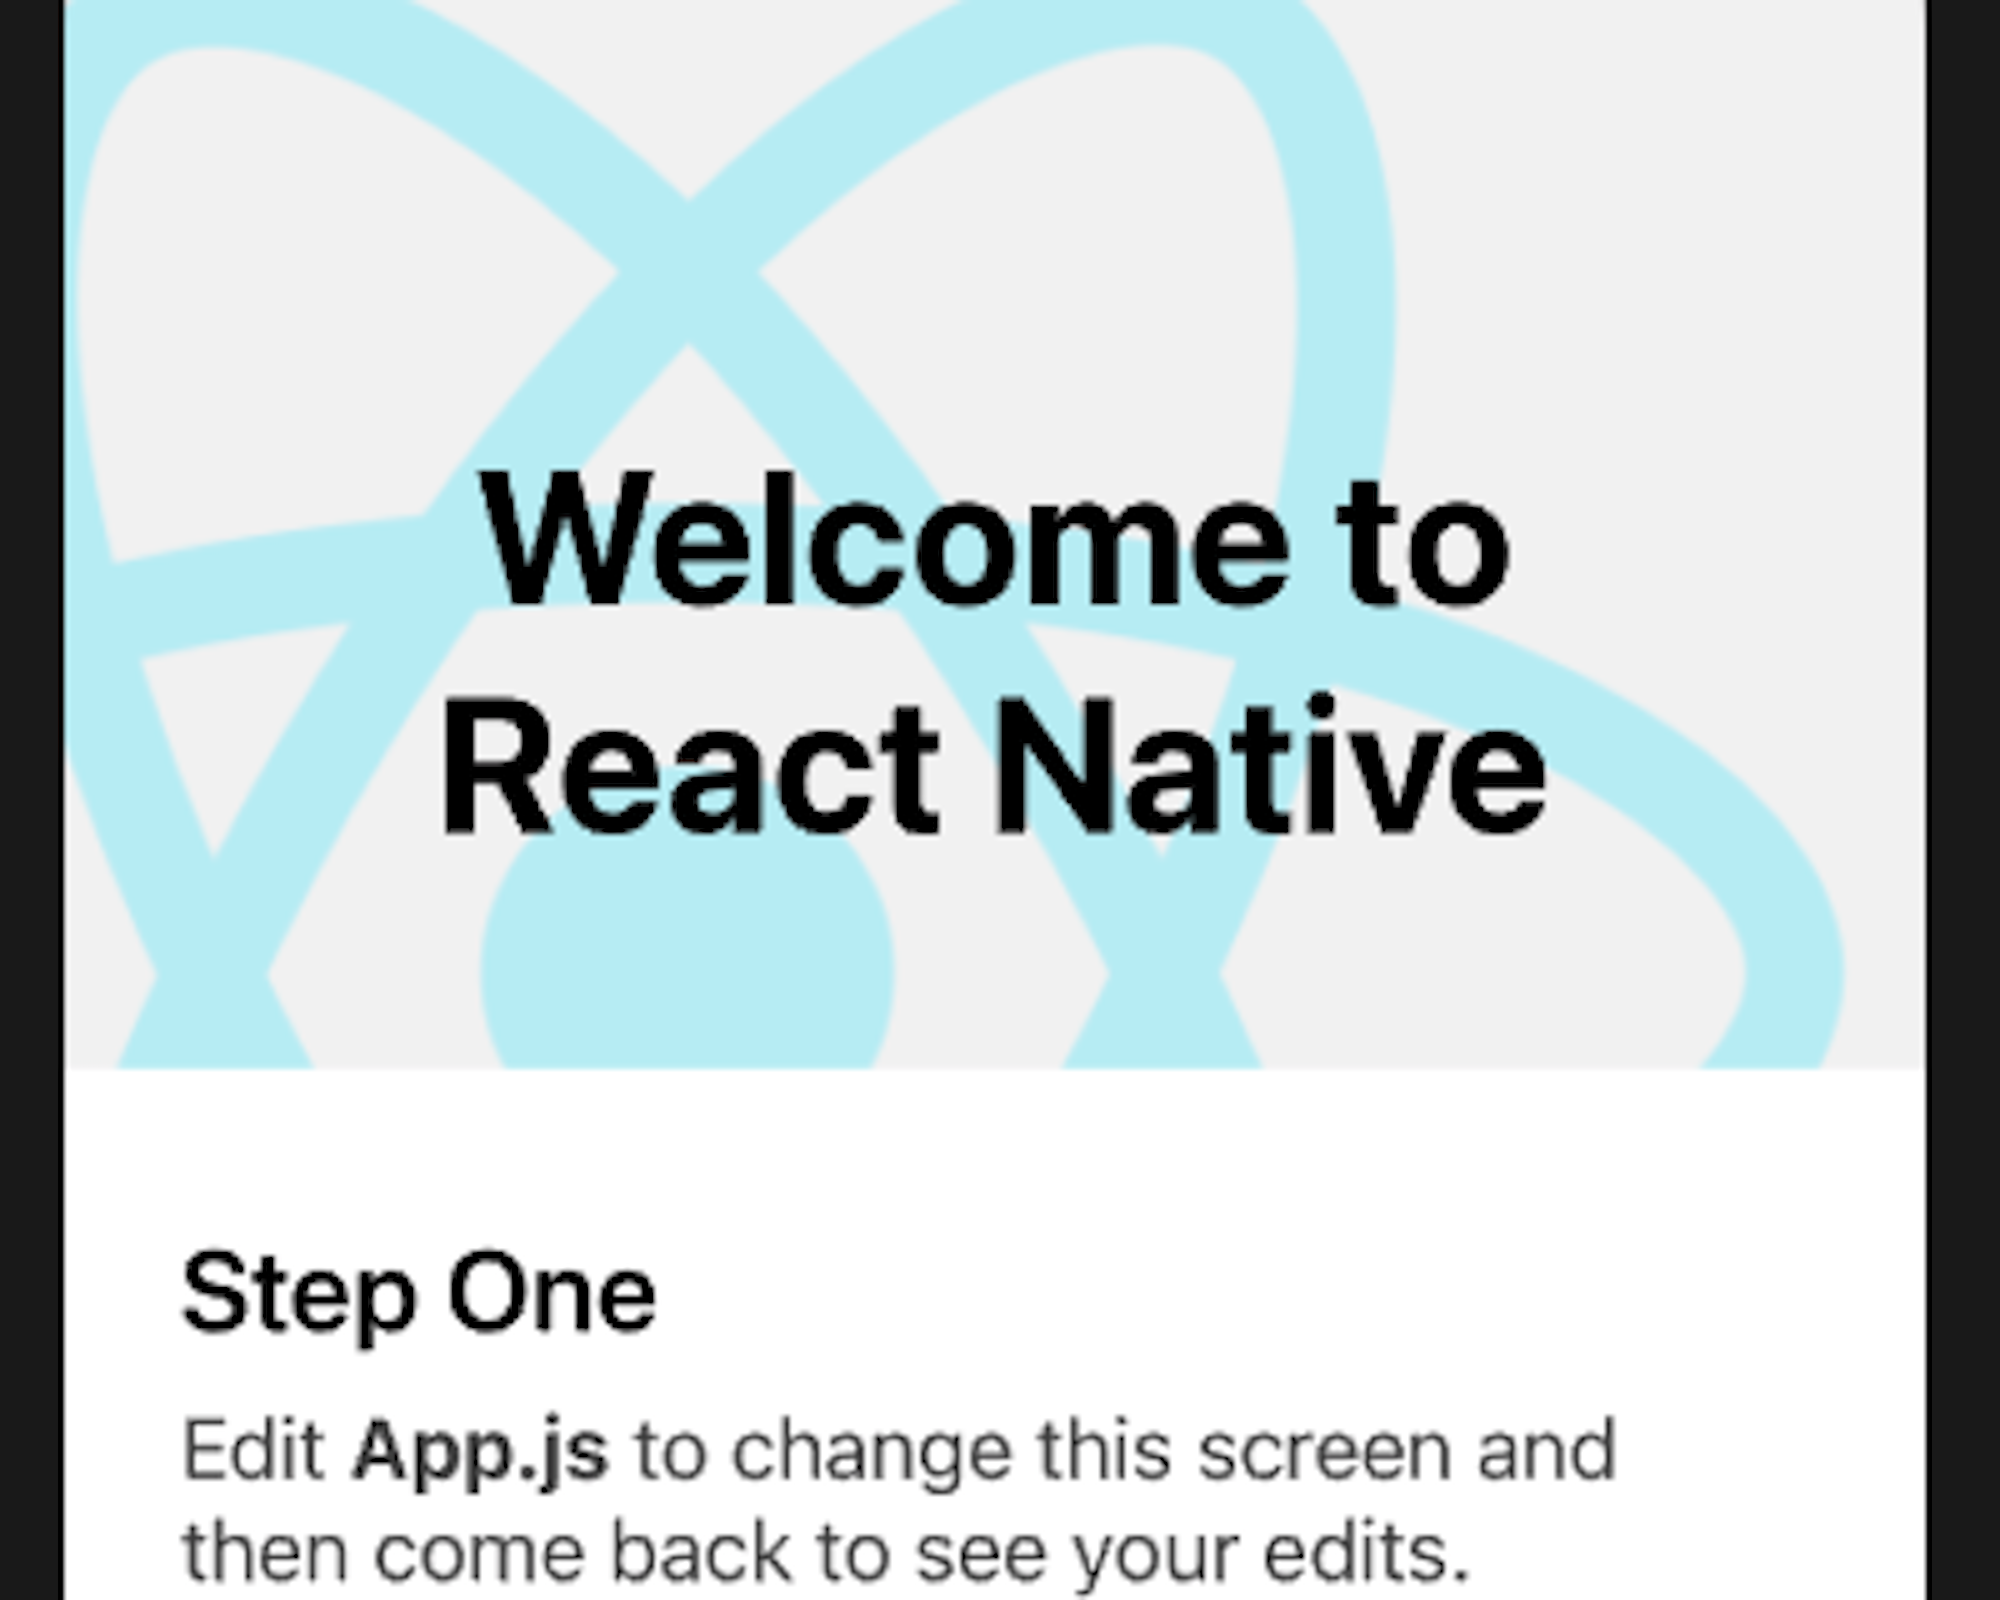 Welcome to
React Native
Step One
Edit App.js to change this screen and
then come back to see your edits.